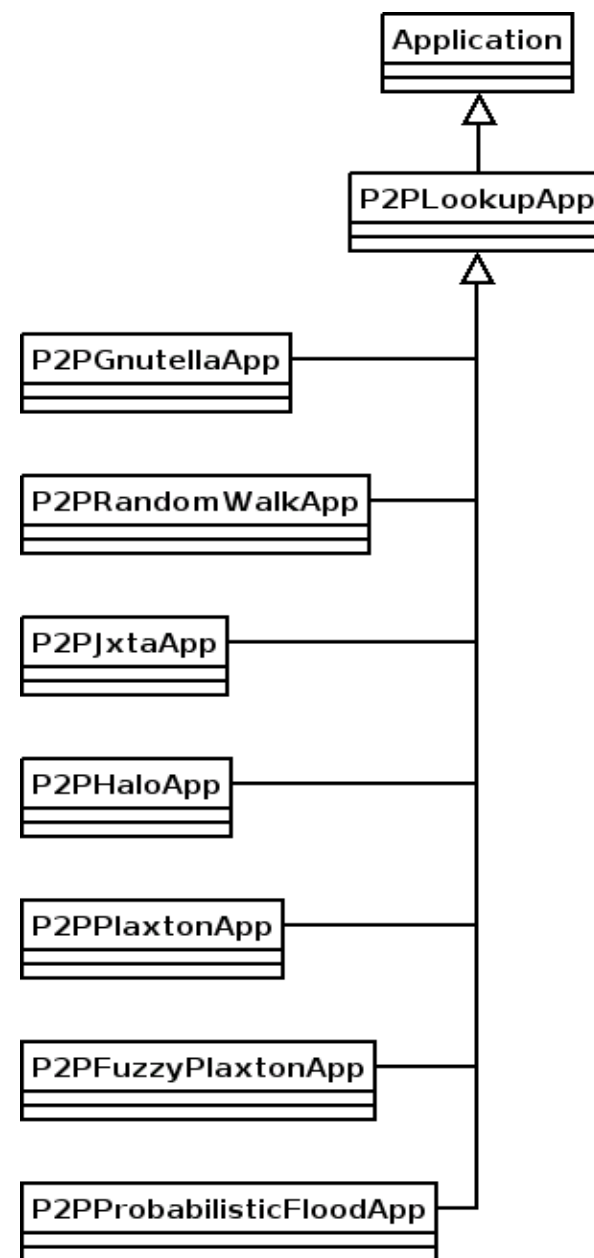 Application
P2PLookupApp
P2PGnutellaApp
P2PRandomWalkApp
P2PJxtaApp
P2PHaloApp
P2PPlaxtonApp
P2PFuzzyPlaxtonApp
P2PProbabilisticFloodApp